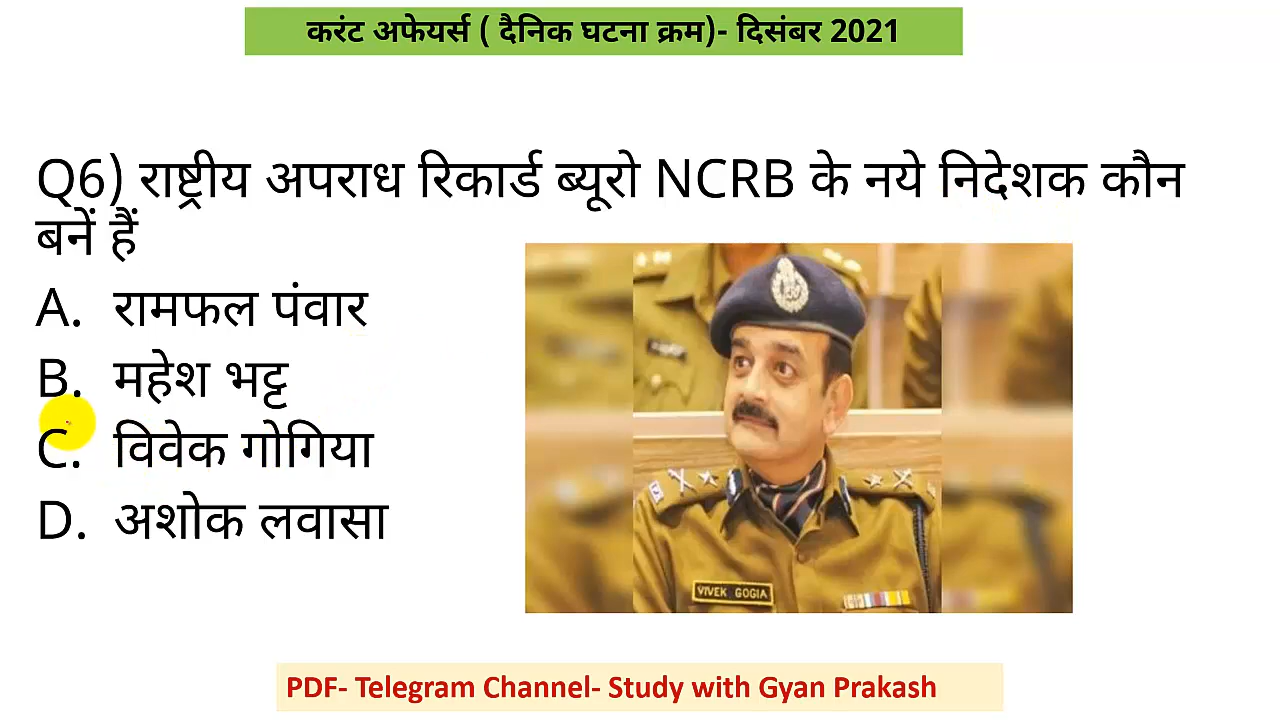 करंट अफेयर्स ( दैनिक घटना क्रम)- दिसंबर 2021
Q6) राष्ट्रीय अपराध रिकार्ड ब्यूरो NCRB के नये निदेशक कौन
बनें हैं
A. रामफल पंवार
B. महेश भट्ट
C. विवेक गोगिया
D. अशोक लवासा
VIVEK GOGIA
PDF- Telegram Channel- Study with Gyan Prakash